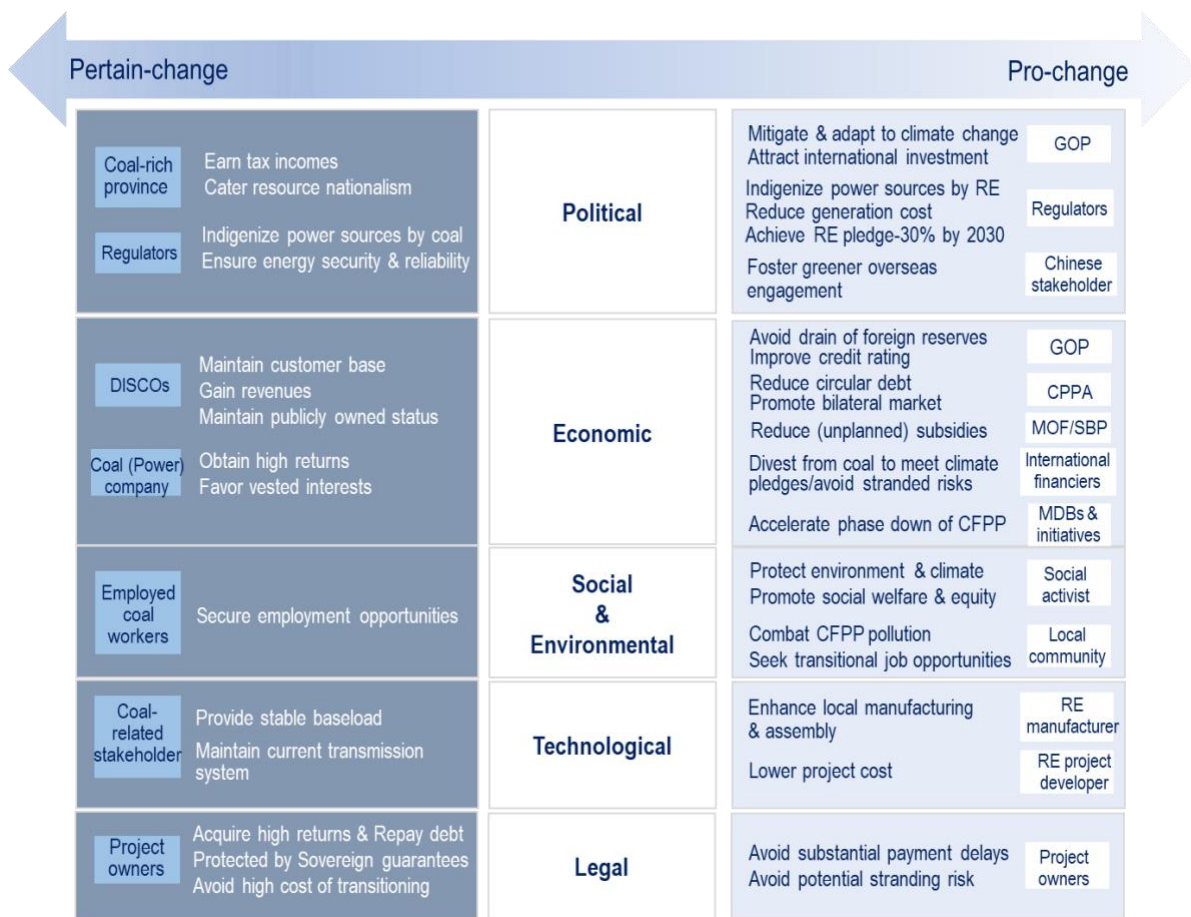 Pertain-change
Pro-change
Coal-rich
province
Earn tax incomes
Cater resource nationalism
Regulators
Indigenize power sources by coal
Ensure energy security & reliability
Political
Mitigate & adapt to climate change
Attract international investment
GOP
Indigenize power sources by RE
Reduce generation cost
Achieve RE pledge-30% by 2030
Regulators
Foster greener overseas
engagement
Chinese
stakeholder
DISCOs
Maintain customer base
Gain revenues
Maintain publicly owned status
Coal (Power)
company
Obtain high returns
Favor vested interests
Economic
Avoid drain of foreign reserves
Improve credit rating
GOP
Reduce circular debt
Promote bilateral market
CPPA
Reduce (unplanned) subsidies
MOF/SBP
Divest from coal to meet climate
pledges/avoid stranded risks
International
financiers
Accelerate phase down of CFPP
MDBs &
initiatives
Employed
coal
workers
Secure employment opportunities
Social
&
Environmental
Protect environment & climate
Promote social welfare & equity
Social
activist
Combat CFPP pollution
Seek transitional job opportunities
Local
community
Coal-
related
stakeholder
Provide stable baseload
Maintain current transmission
system
Technological
Enhance local manufacturing
& assembly
RE
manufacturer
Lower project cost
RE project
developer
Project
owners
Acquire high returns & Repay debt
Protected by Sovereign guarantees
Avoid high cost of transitioning
Legal
Avoid substantial payment delays
Avoid potential stranding risk
Project
owners